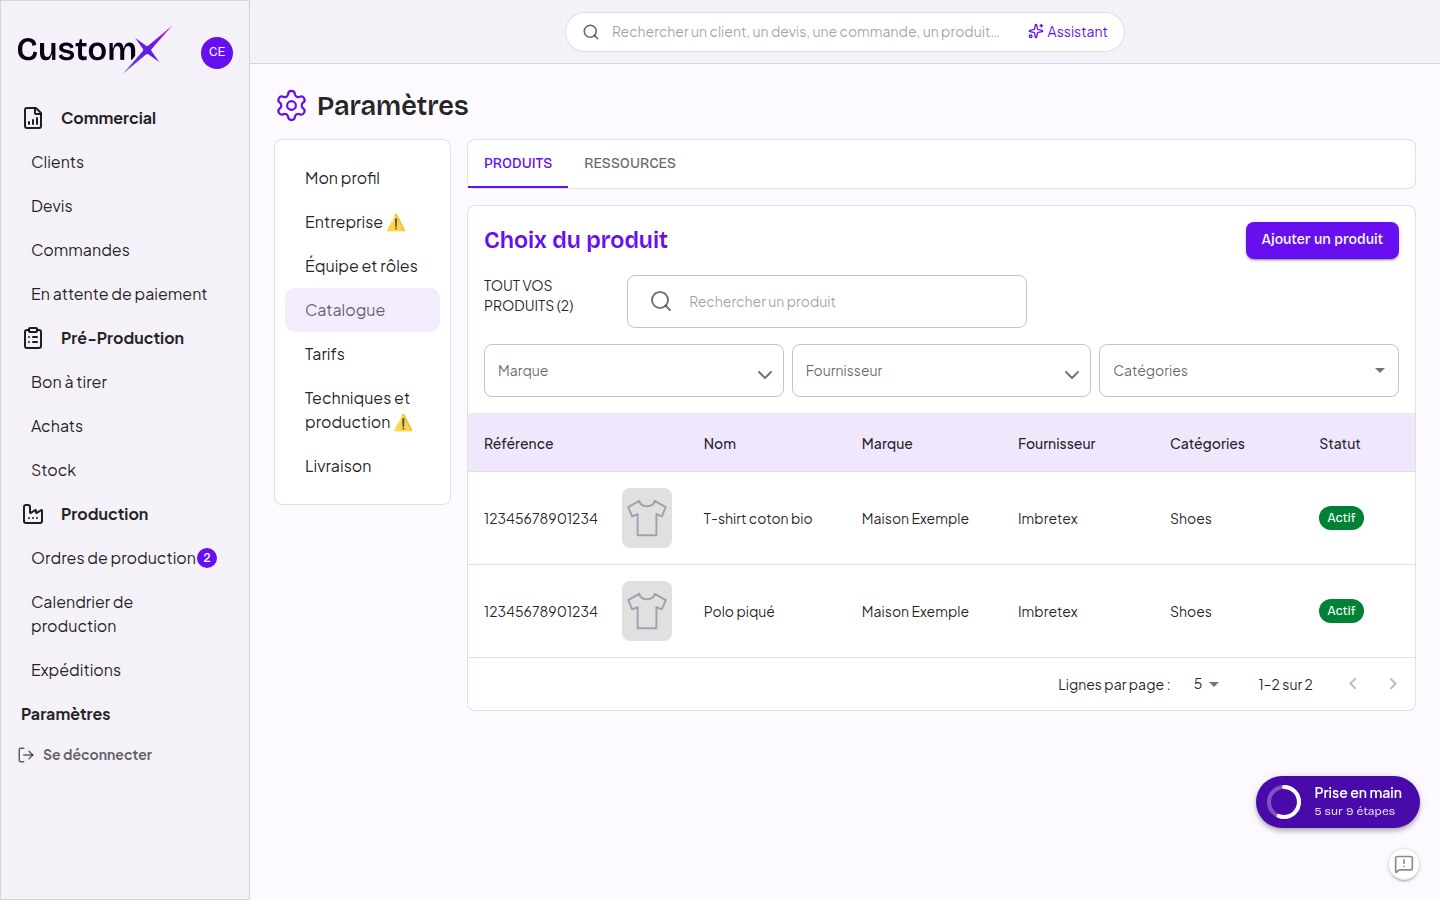 CustomX
CE
Rechercher un client, un devis, une commande, un produit...
Assistant
Commercial
Clients
Devis
Commandes
En attente de paiement
Pré-Production
Bon à tirer
Achats
Stock
Production
Ordres de production 2
Calendrier de
production
Expéditions
Paramètres
Se déconnecter
Paramètres
Mon profil
Entreprise ⚠️
Équipe et rôles
Catalogue
Tarifs
Techniques et
production ⚠️
Livraison
PRODUITS RESSOURCES
Choix du produit
Ajouter un produit
TOUT VOS
PRODUITS (2)
Rechercher un produit
Marque Fournisseur Catégories
Référence Nom Marque Fournisseur Catégories Statut
12345678901234 T-shirt coton bio Maison Exemple Imbretex Shoes Actif
12345678901234 Polo piqué Maison Exemple Imbretex Shoes Actif
Lignes par page : 5 1–2 sur 2
Prise en main
5 sur 9 étapes